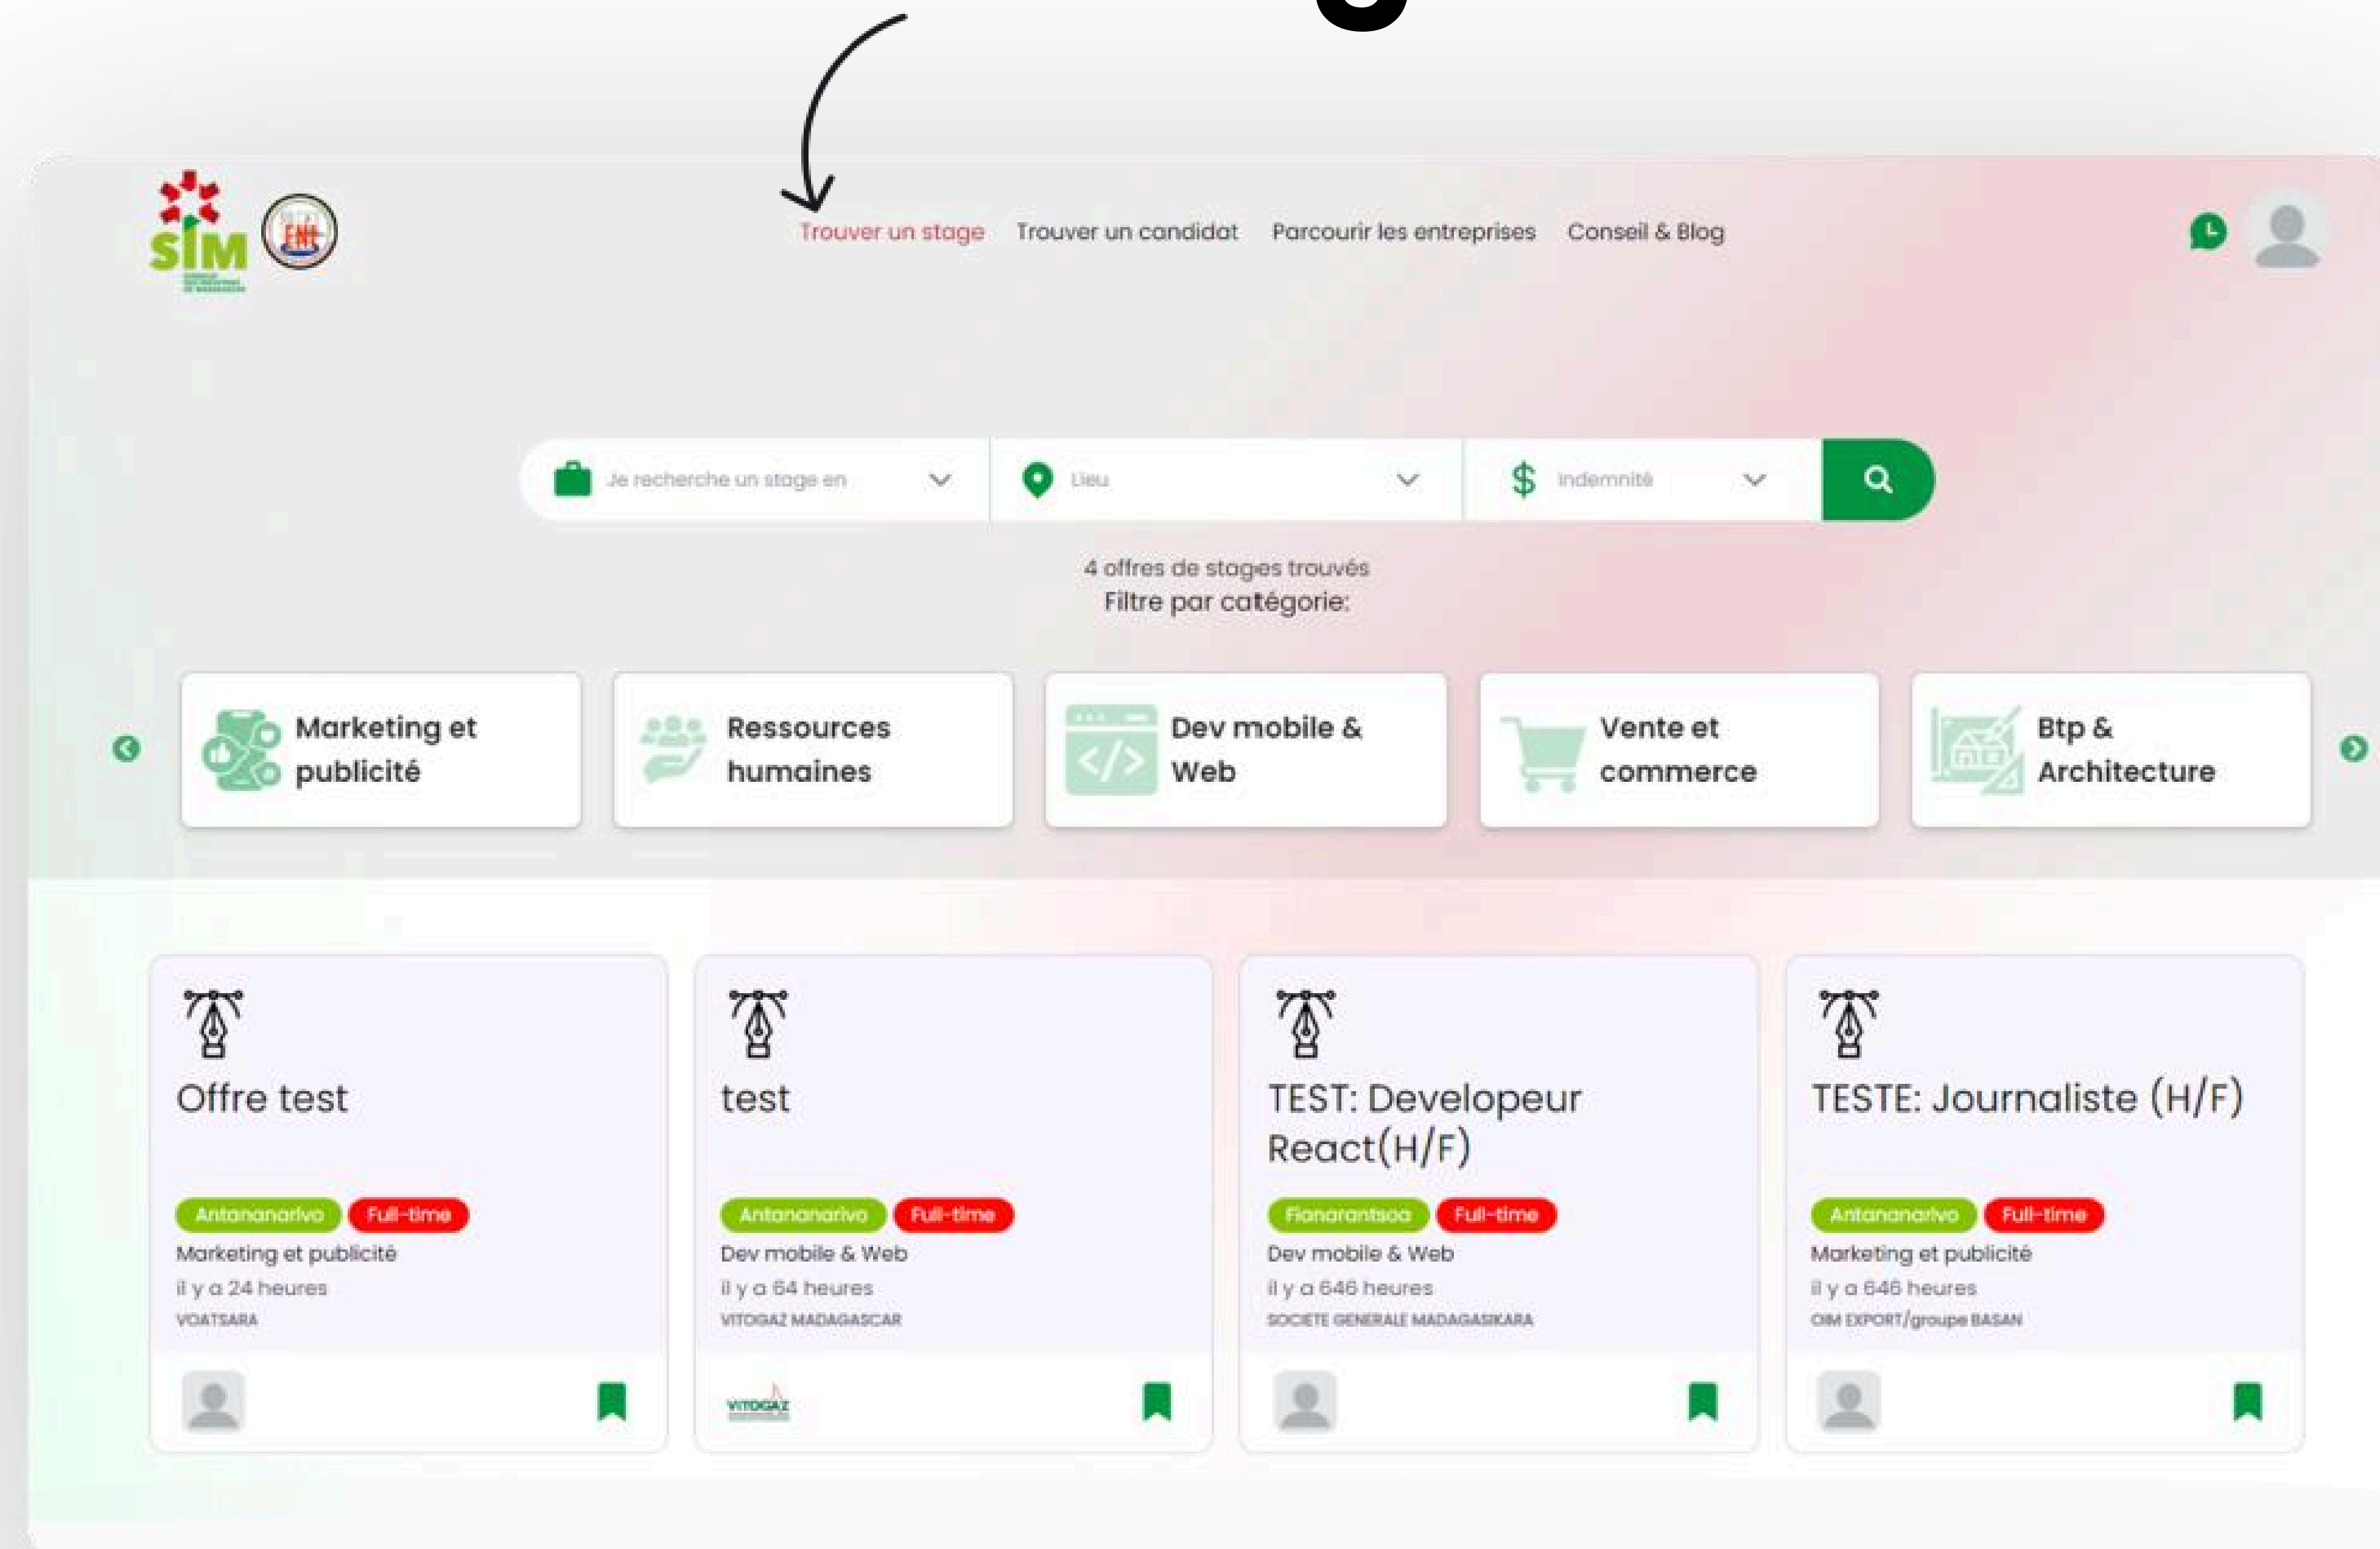 g
SIM
Trouver un stage Trouver un candidat Parcourir les entreprises Conseil & Blog
Je recherche un stage en Lieu Indemnité
4 offres de stages trouvés
Filtre par catégorie:
Marketing et
publicité
Ressources
humaines
Dev mobile &
Web
Vente et
commerce
Btp &
Architecture
Offre test
Antananarivo Full-time
Marketing et publicité
il y a 24 heures
VOATSARA
test
Antananarivo Full-time
Dev mobile & Web
il y a 64 heures
VITOGAZ MADAGASCAR
VITOGAZ
TEST: Developeur
React(H/F)
Fianarantsoa Full-time
Dev mobile & Web
il y a 646 heures
SOCIETE GENERALE MADAGASIKARA
TESTE: Journaliste (H/F)
Antananarivo Full-time
Marketing et publicité
il y a 646 heures
OIM EXPORT/groupe BASAN